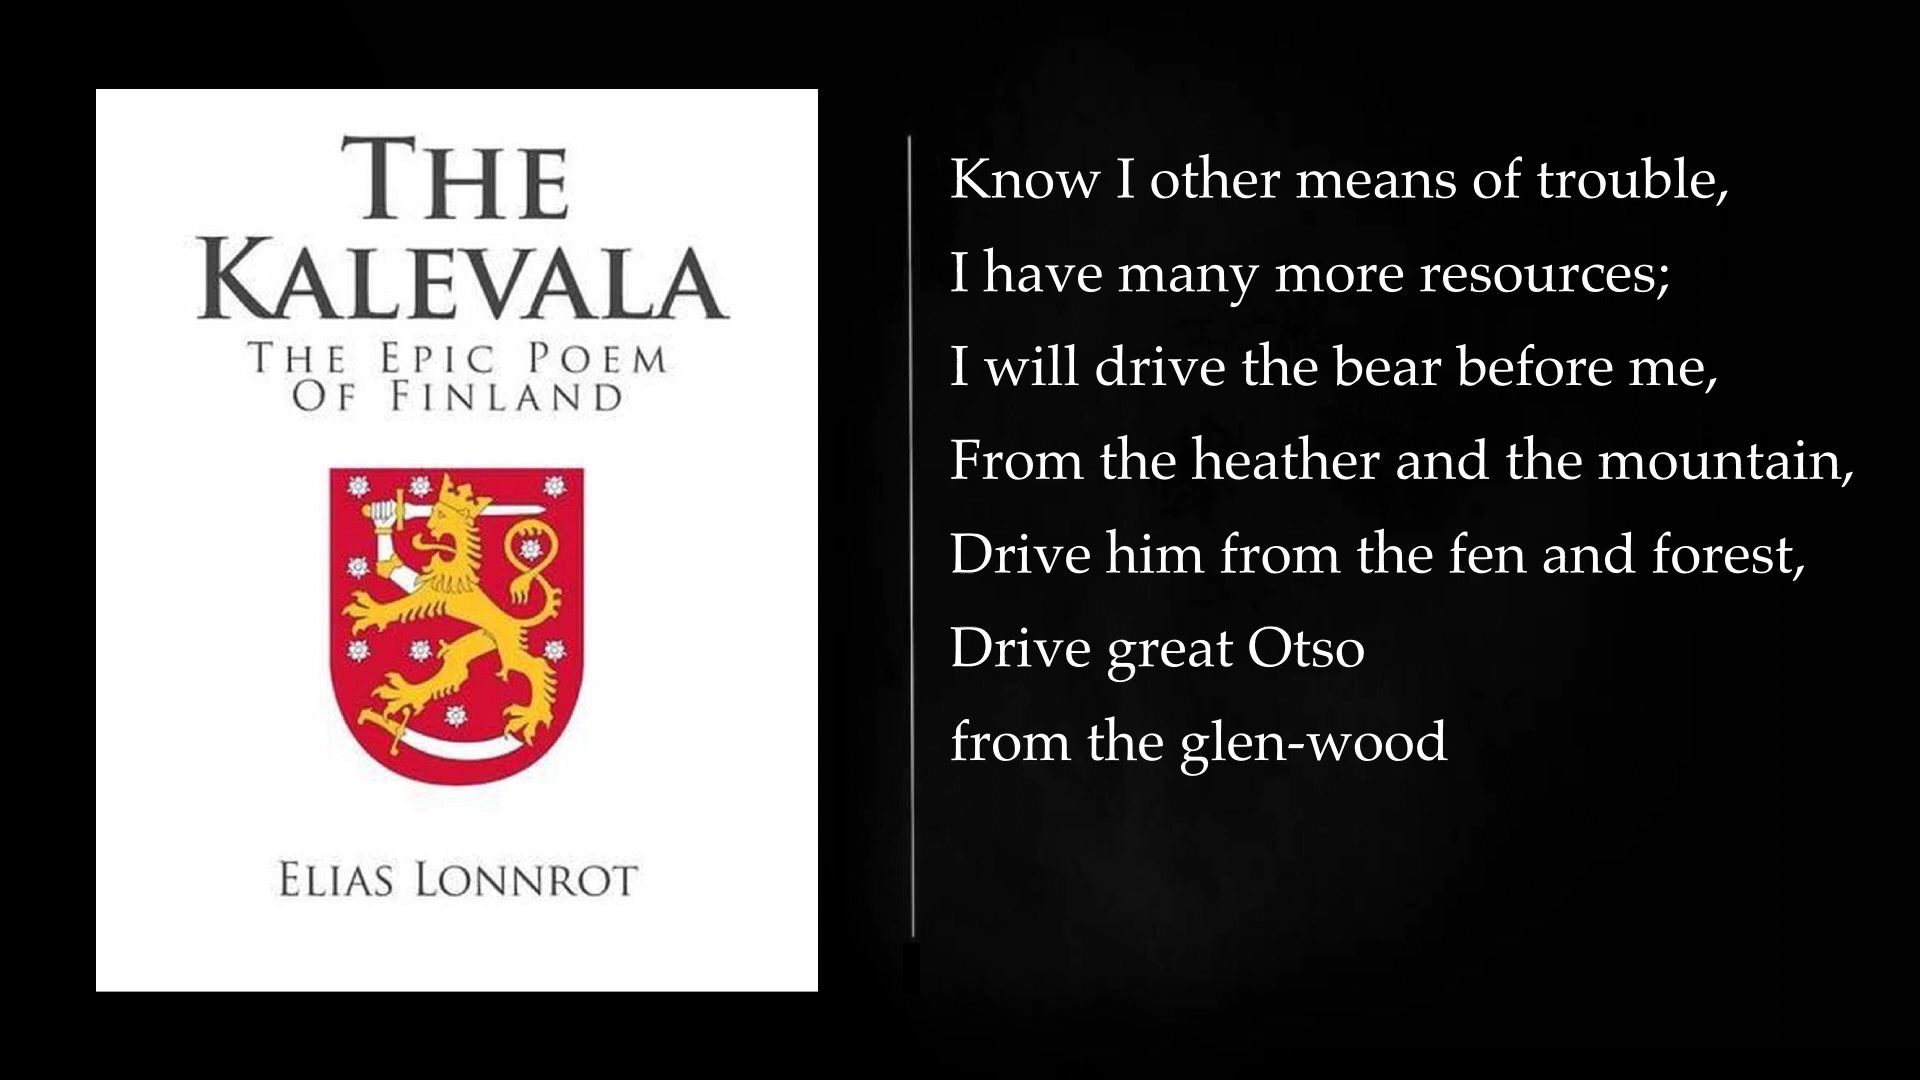 THE
KALEVALA
THE EPIC POEM
OF FINLAND
ELIAS LONNROT
Know I other means of trouble,
I have many more resources;
I will drive the bear before me,
From the heather and the mountain,
Drive him from the fen and forest,
Drive great Otso
from the glen-wood